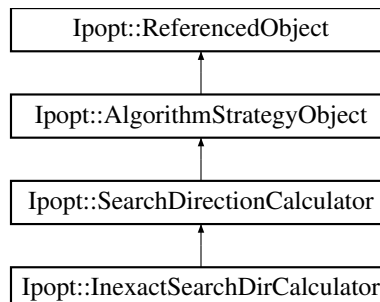 Ipopt::ReferencedObject
Ipopt::AlgorithmStrategyObject
Ipopt::SearchDirectionCalculator
Ipopt::InexactSearchDirCalculator